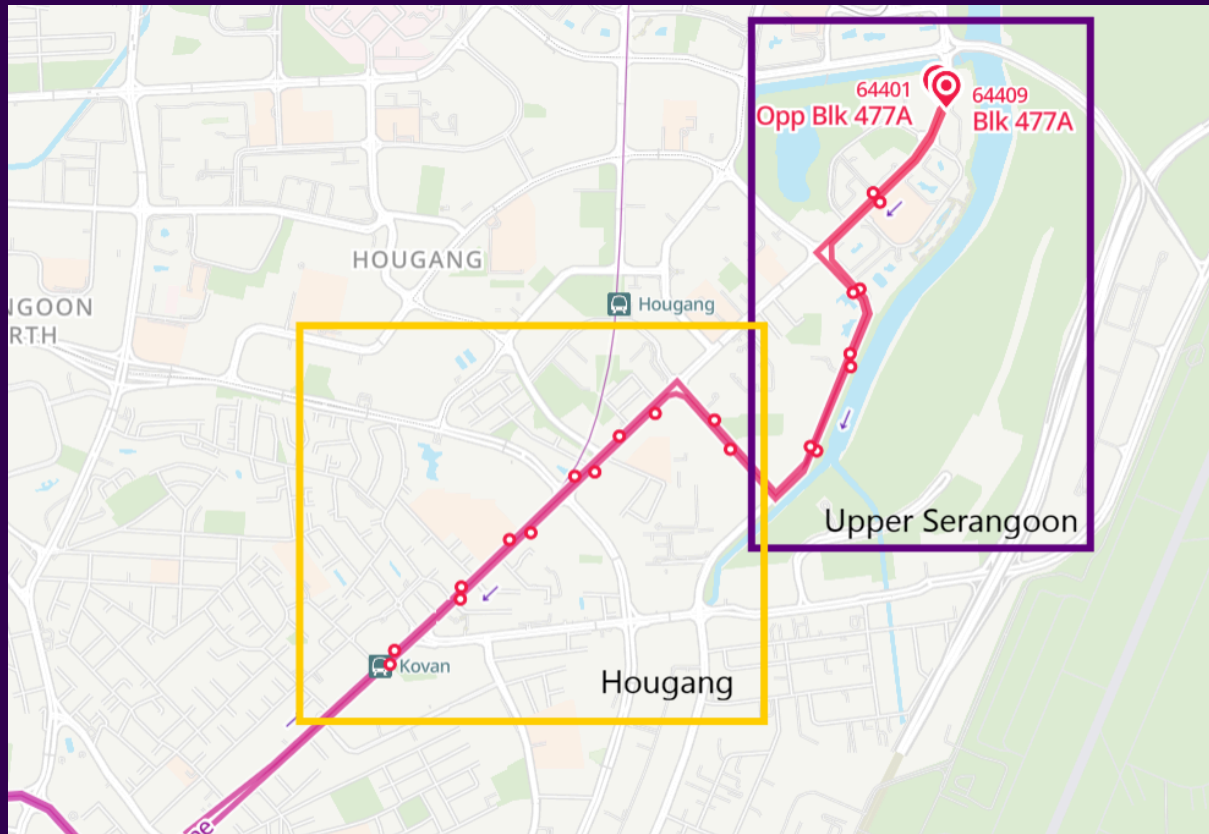 64401
Opp Blk 477A
64409
Blk 477A
HOUGANG
Hougang
NGOON
RTH
Upper Serangoon
Kovan
Hougang